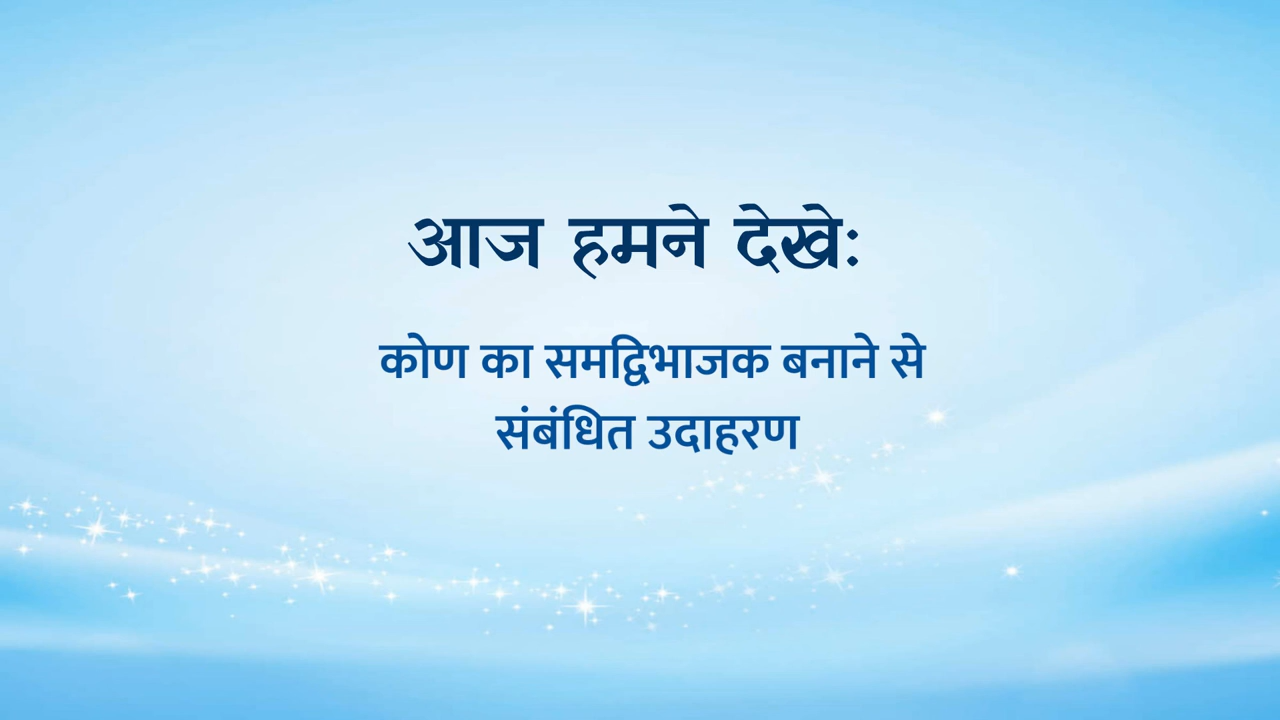 आज हमने देखे:
कोण का समद्विभाजक बनाने से
संबंधित उदाहरण